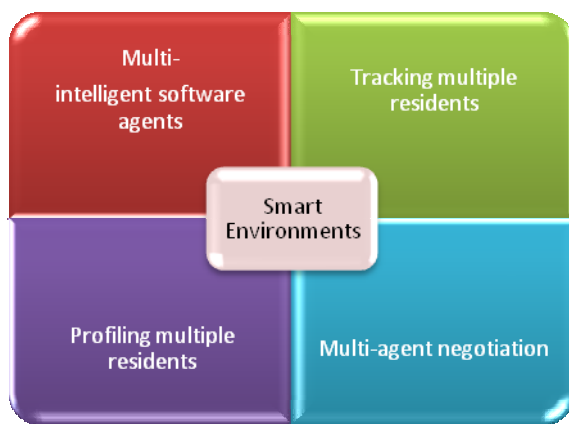 Multi-
intelligent software
agents
Tracking multiple
residents
Smart
Environments
Profiling multiple
residents
Multi-agent negotiation